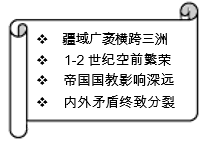 ❖ 疆域广袤横跨三洲
❖ 1-2 世纪空前繁荣
❖ 帝国国教影响深远
❖ 内外矛盾终致分裂